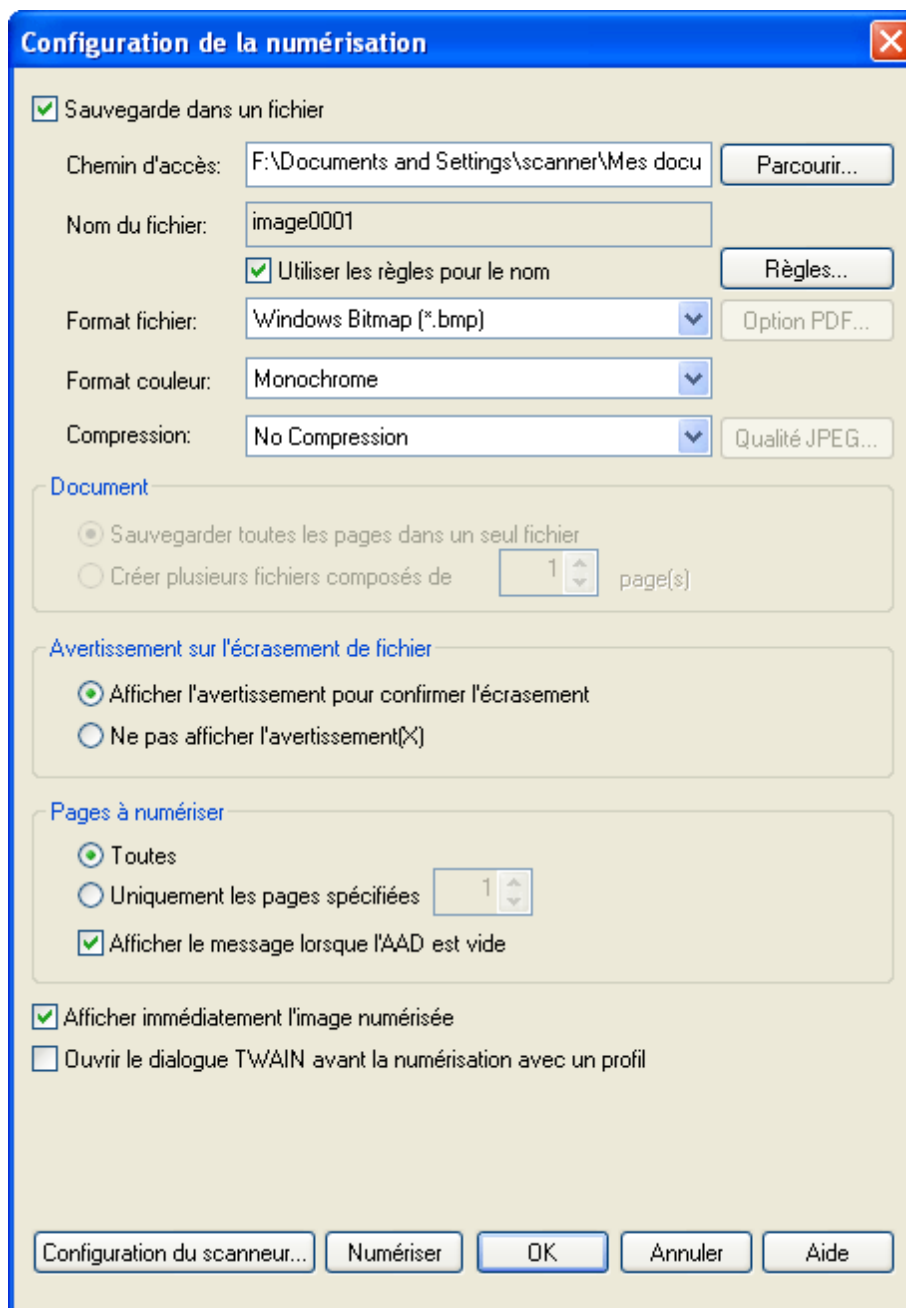 Configuration de la numérisation
Sauvegarde dans un fichier
Chemin d'accès: F:\Documents and Settings\scanner\Mes docu Parcourir...
Nom du fichier: image0001
Utiliser les règles pour le nom Règles...
Format fichier: Windows Bitmap (*.bmp) Option PDF...
Format couleur: Monochrome
Compression: No Compression Qualité JPEG...
Document
Sauvegarder toutes les pages dans un seul fichier
Créer plusieurs fichiers composés de 1 page(s)
Avertissement sur l'écrasement de fichier
Afficher l'avertissement pour confirmer l'écrasement
Ne pas afficher l'avertissement(X)
Pages à numériser
Toutes
Uniquement les pages spécifiées 1
Afficher le message lorsque l'AAD est vide
Afficher immédiatement l'image numérisée
Ouvrir le dialogue TWAIN avant la numérisation avec un profil
Configuration du scanneur... Numériser OK Annuler Aide